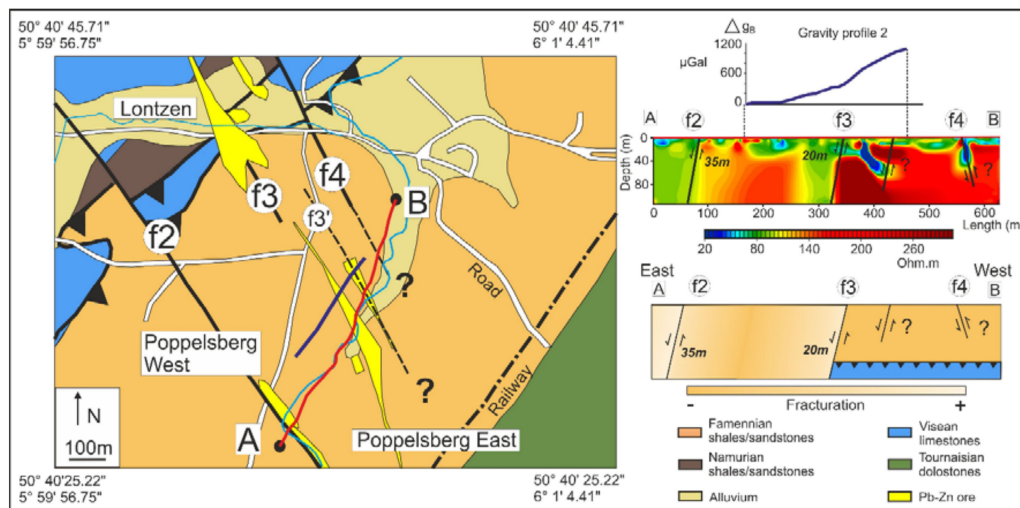 50° 40' 45.71"
5° 59' 56.75"
50° 40' 45.71"
6° 1' 4.41"
Lontzen
f2
f3
f3'
f4
B
?
?
A
Road
Railway
Poppelsberg
West
Poppelsberg East
N
100m
50° 40'25.22"
5° 59' 56.75"
50° 40' 25.22"
6° 1' 4.41"
△gB
Gravity profile 2
µGal
1200
600
0
A
f2
f3
f4
B
Depth (m)
0
40
80
35m
20m
?
?
0 100 200 300 400 500 600
Length (m)
20 80 140 200 260
Ohm.m
East
West
A
f2
f3
f4
B
35m
20m
?
?
- Fracturation +
Famennian
shales/sandstones
Visean
limestones
Namurian
shales/sandstones
Tournaisian
dolostones
Alluvium
Pb-Zn ore